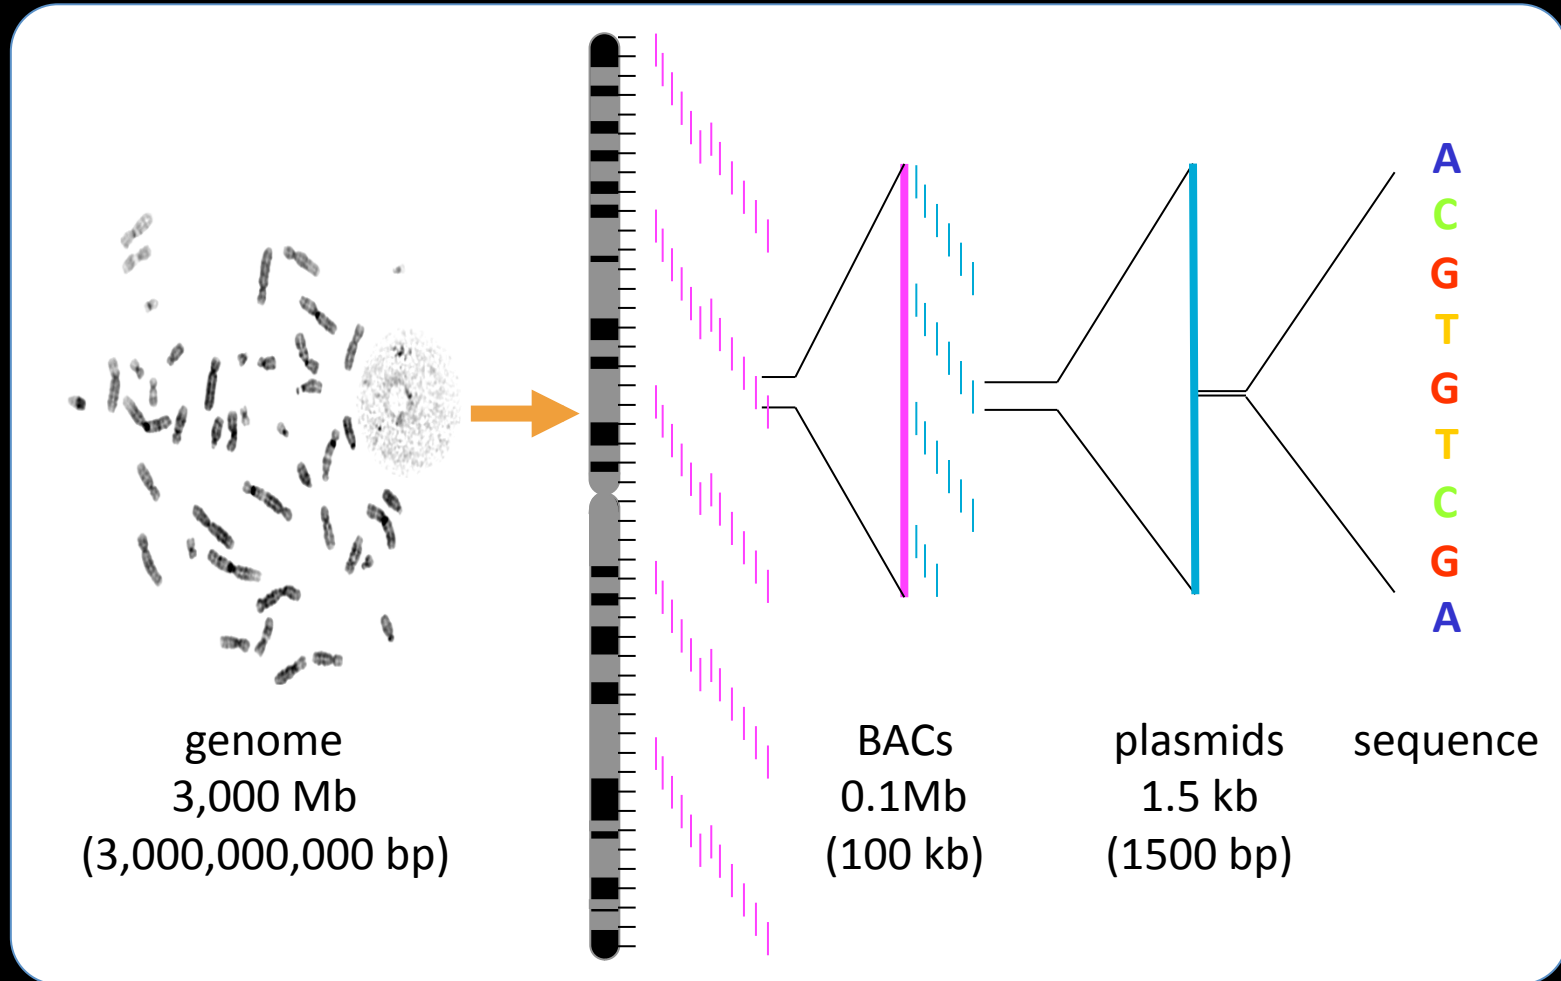 A
C
G
T
G
T
C
G
A
genome
3,000 Mb
(3,000,000,000 bp)
BACs
0.1Mb
(100 kb)
plasmids
1.5 kb
(1500 bp)
sequence